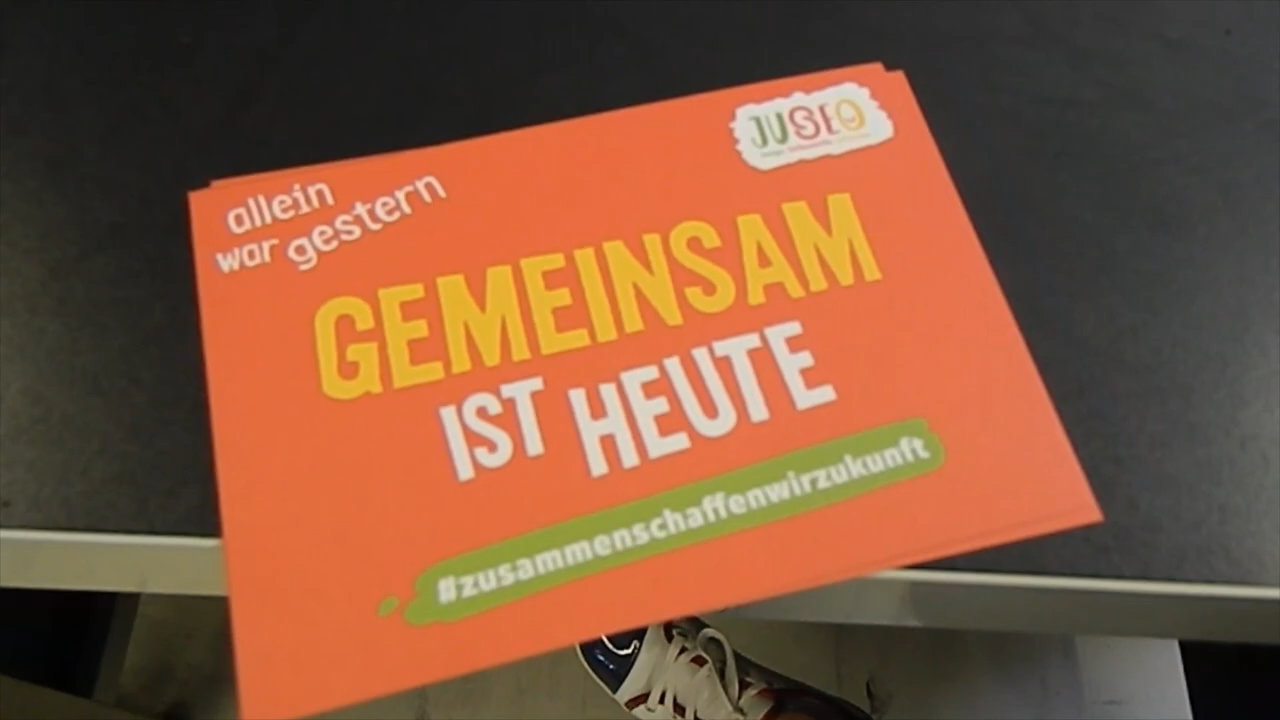 JUSEO
allein
war gestern
GEMEINSAM
IST HEUTE
#zusammenschaffenwirzukunft